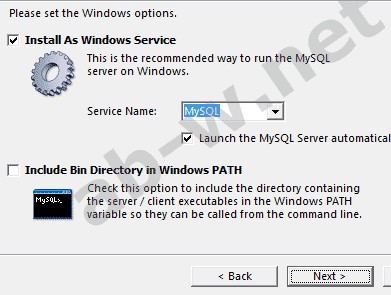 Please set the Windows options.
Install As Windows Service
This is the recommended way to run the MySQL
server on Windows.
Service Name: MySQL
Launch the MySQL Server automatical
Include Bin Directory in Windows PATH
MySQL>_
Check this option to include the directory containing
the server / client executables in the Windows PATH
variable so they can be called from the command line.
< Back Next >
ab-w.net